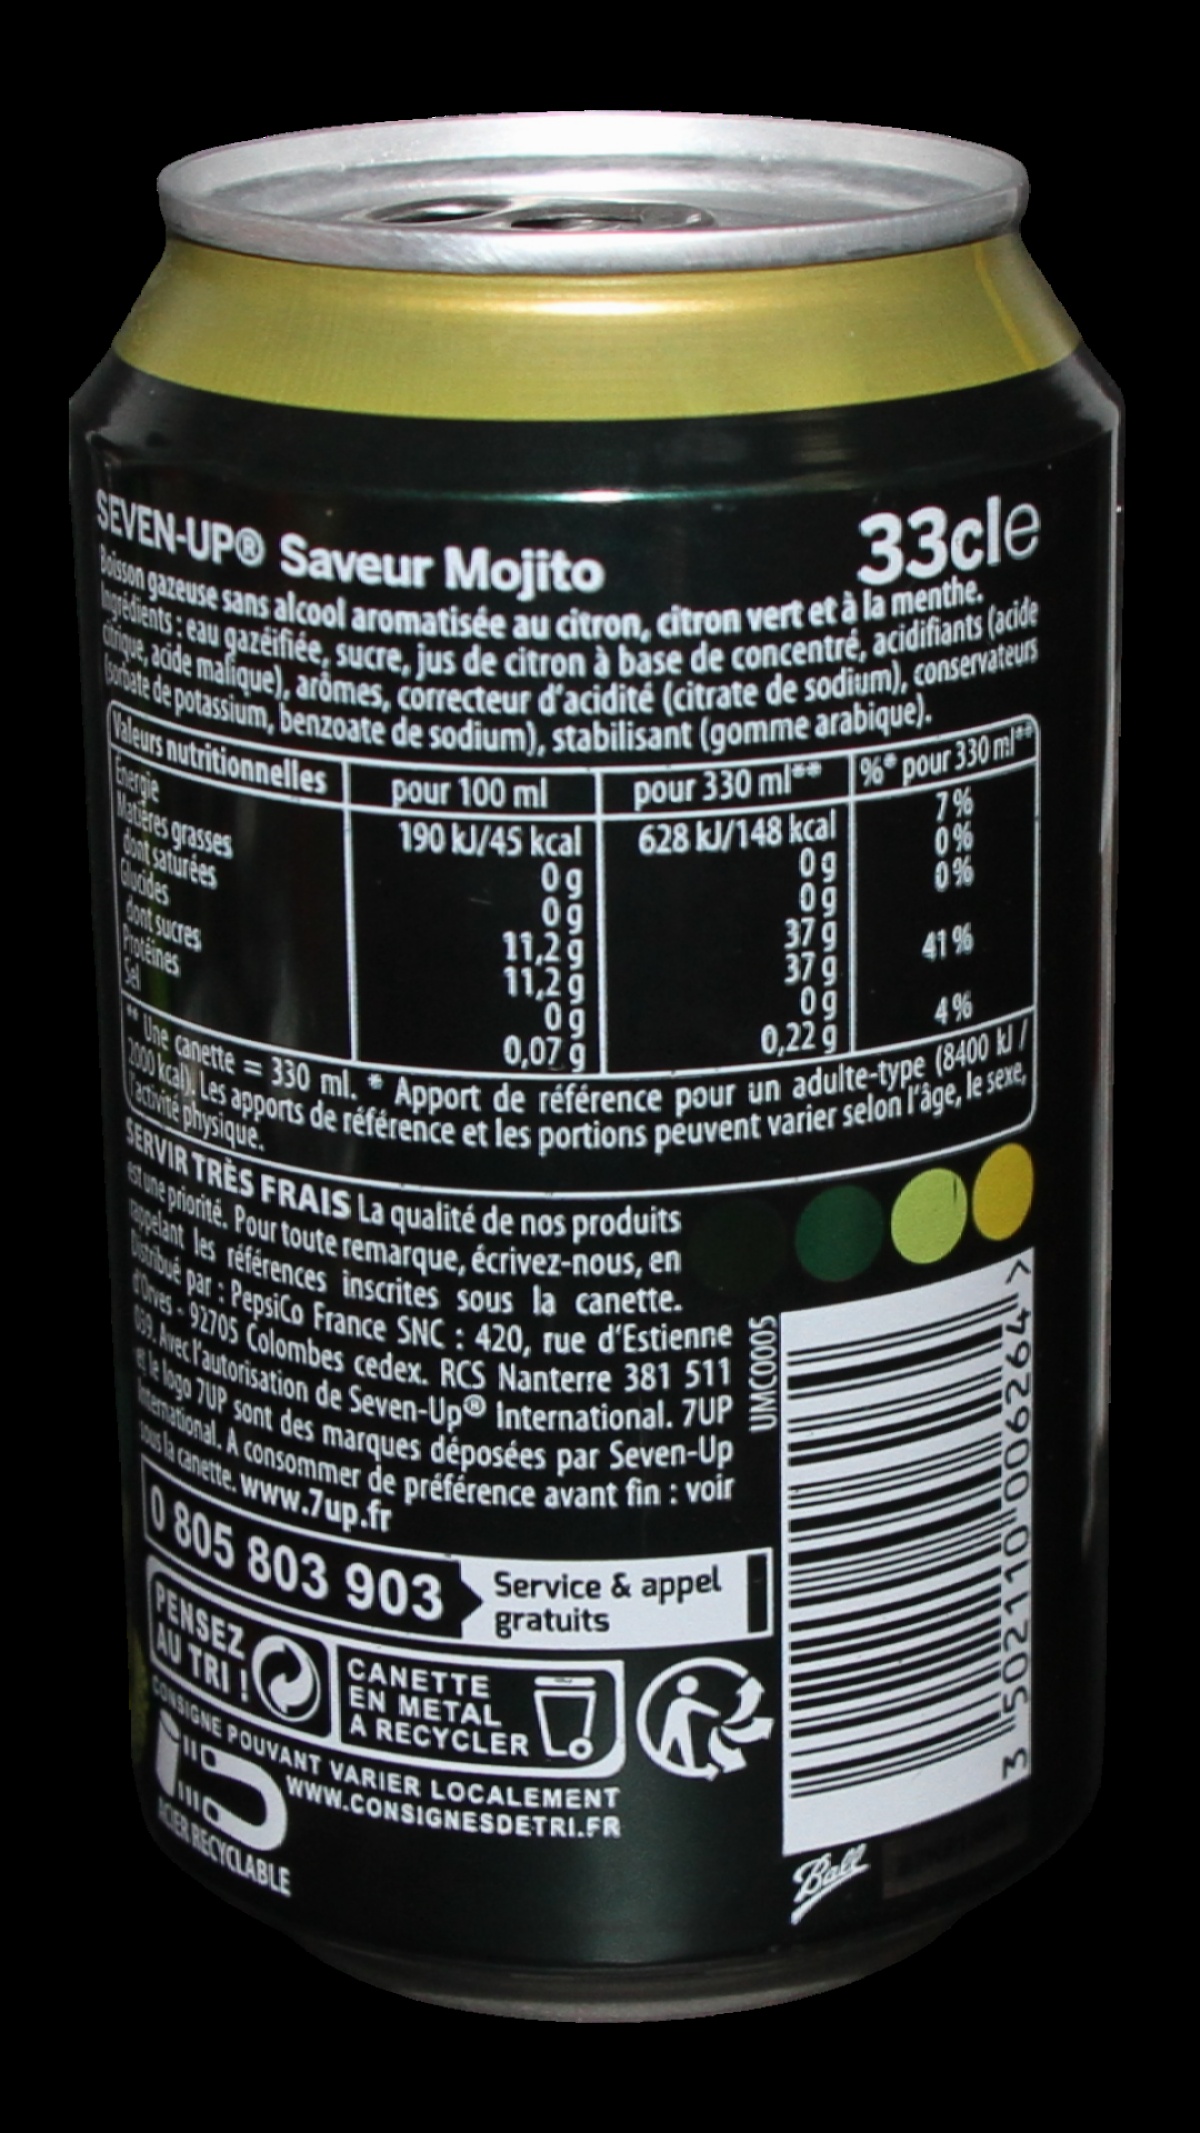 SEVEN-UP® Saveur Mojito
33cl e
Boisson gazeuse sans alcool aromatisée au citron, citron vert et à la menthe.
Ingrédients : eau gazéifiée, sucre, jus de citron à base de concentré, acidifiants (acide
citrique, acide malique), arômes, correcteur d'acidité (citrate de sodium), conservateurs
(sorbate de potassium, benzoate de sodium), stabilisant (gomme arabique).
Valeurs nutritionnelles pour 100 ml pour 330 ml** %* pour 330 ml**
Énergie 190 kJ/45 kcal 628 kJ/148 kcal 7%
Matières grasses 0 g 0 g 0%
dont saturées 0 g 0 g 0%
Glucides 11,2 g 37 g
dont sucres 11,2 g 37 g 41%
Protéines 0 g 0 g
Sel 0,07 g 0,22 g 4%
** Une canette = 330 ml. * Apport de référence pour un adulte-type (8400 kJ /
2000 kcal). Les apports de référence et les portions peuvent varier selon l'âge, le sexe,
l'activité physique.
SERVIR TRÈS FRAIS La qualité de nos produits
est une priorité. Pour toute remarque, écrivez-nous, en
rappelant les références inscrites sous la canette.
Distribué par : PepsiCo France SNC : 420, rue d'Estienne
d'Orves - 92705 Colombes cedex. RCS Nanterre 381 511
039. Avec l'autorisation de Seven-Up® International. 7UP
et le logo 7UP sont des marques déposées par Seven-Up
International. A consommer de préférence avant fin : voir
sous la canette. www.7up.fr
UMC0005
3 502110 006264 >
0 805 803 903
Service & appel
gratuits
PENSEZ
AU TRI !
CANETTE
EN METAL
A RECYCLER
CONSIGNE POUVANT VARIER LOCALEMENT
WWW.CONSIGNESDETRI.FR
ACIER RECYCLABLE
Ball